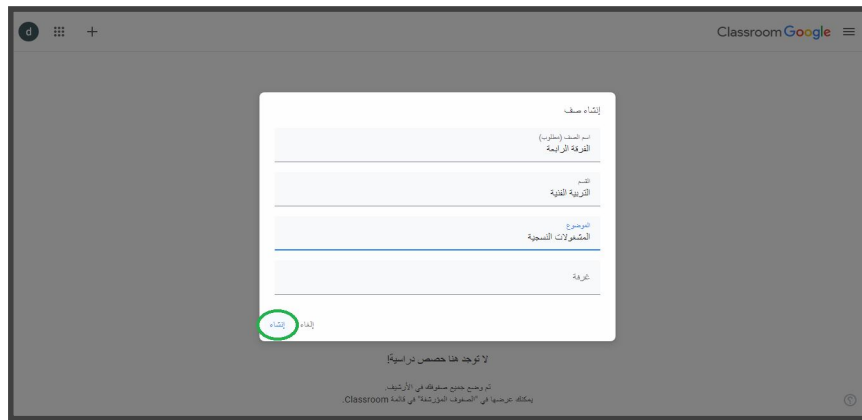 Classroom Google
d
إنشاء صف
اسم الصف (مطلوب)
الفرقة الرابعة
القسم
التربية الفنية
الموضوع
المشغولات النسجية
غرفة
إلغاء إنشاء
لا توجد هنا حصص دراسية!
تم وضع جميع صفوفك في الأرشيف.
يمكنك عرضها في "الصفوف المؤرشفة" في قائمة Classroom.